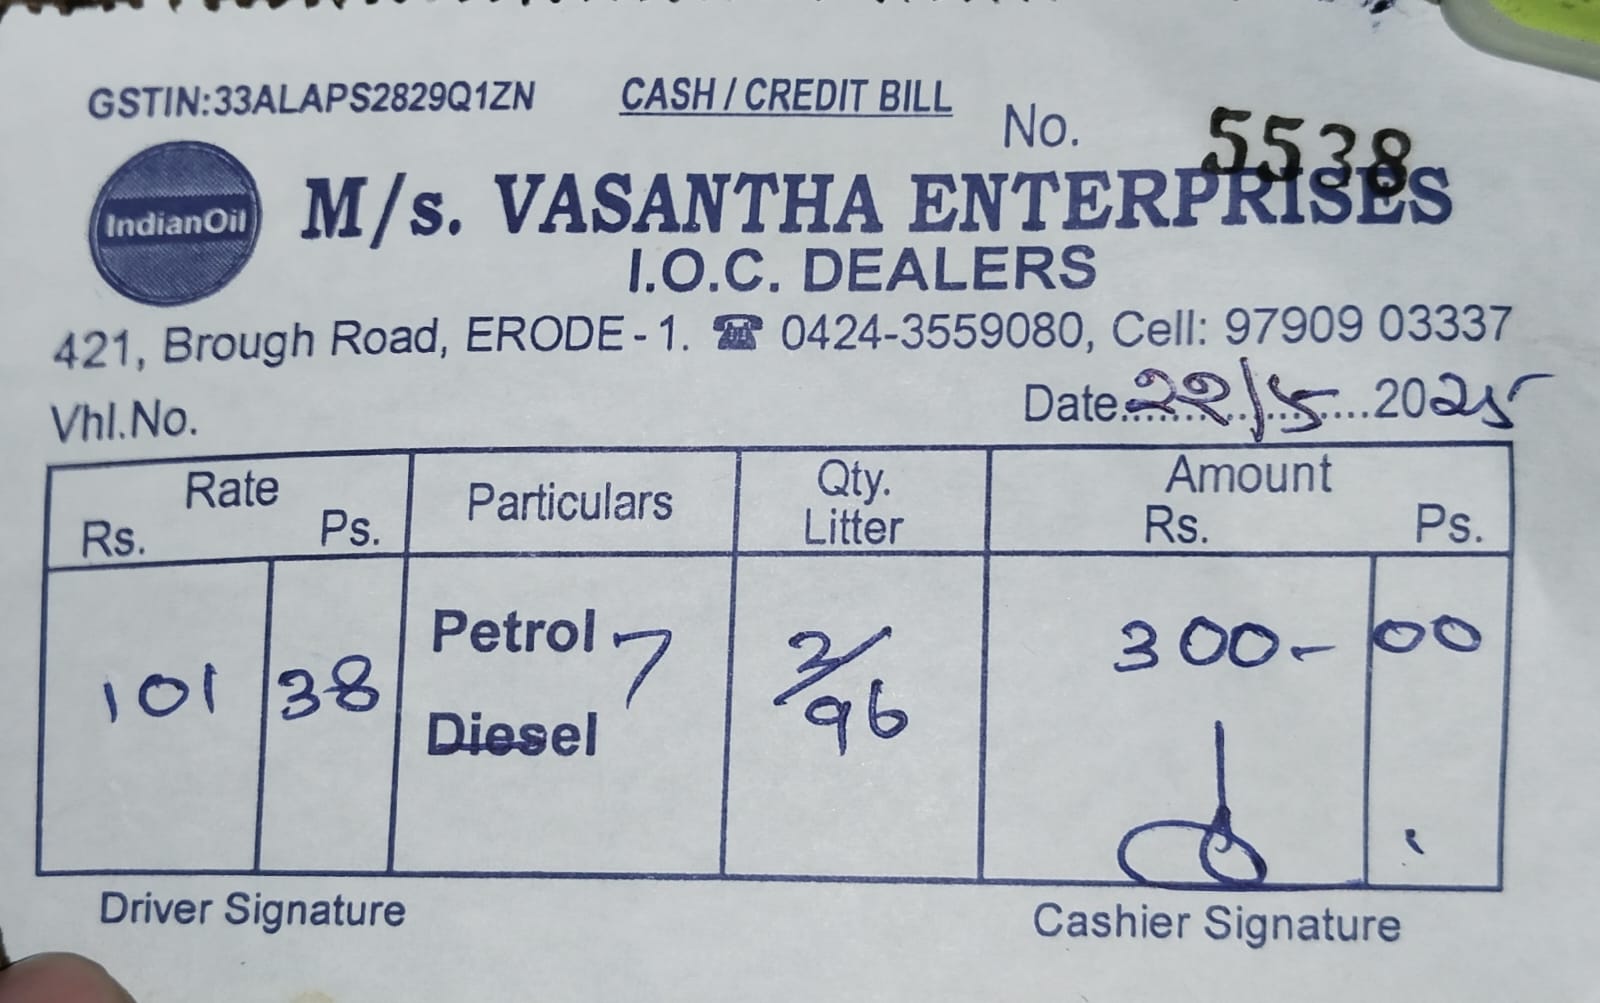 GSTIN:33ALAPS2829Q1ZN CASH / CREDIT BILL
No. 5538
IndianOil M/s. VASANTHA ENTERPRISES
I.O.C. DEALERS
421, Brough Road, ERODE - 1. ☎ 0424-3559080, Cell: 97909 03337
Vhl.No. Date..22/5..2025
Rate Particulars Qty. Amount
Rs. Ps. Litter Rs. Ps.
101 38 Petrol 2/96 300- 00
Diesel
Driver Signature Cashier Signature